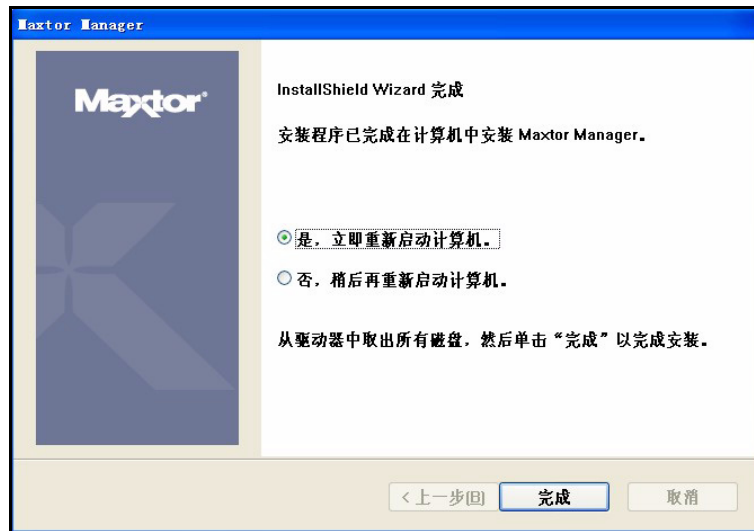 Maxtor Manager
Maxtor
InstallShield Wizard 完成
安装程序已完成在计算机中安装 Maxtor Manager。
是，立即重新启动计算机。
否，稍后再重新启动计算机。
从驱动器中取出所有磁盘，然后单击“完成”以完成安装。
< 上一步(B) 完成 取消